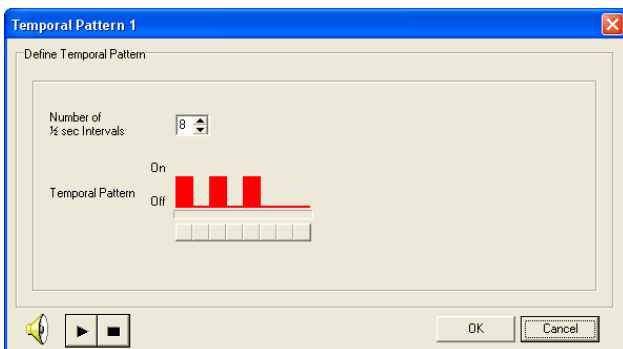 Temporal Pattern 1
Define Temporal Pattern
Number of
½ sec Intervals
8
On
Temporal Pattern
Off
OK
Cancel